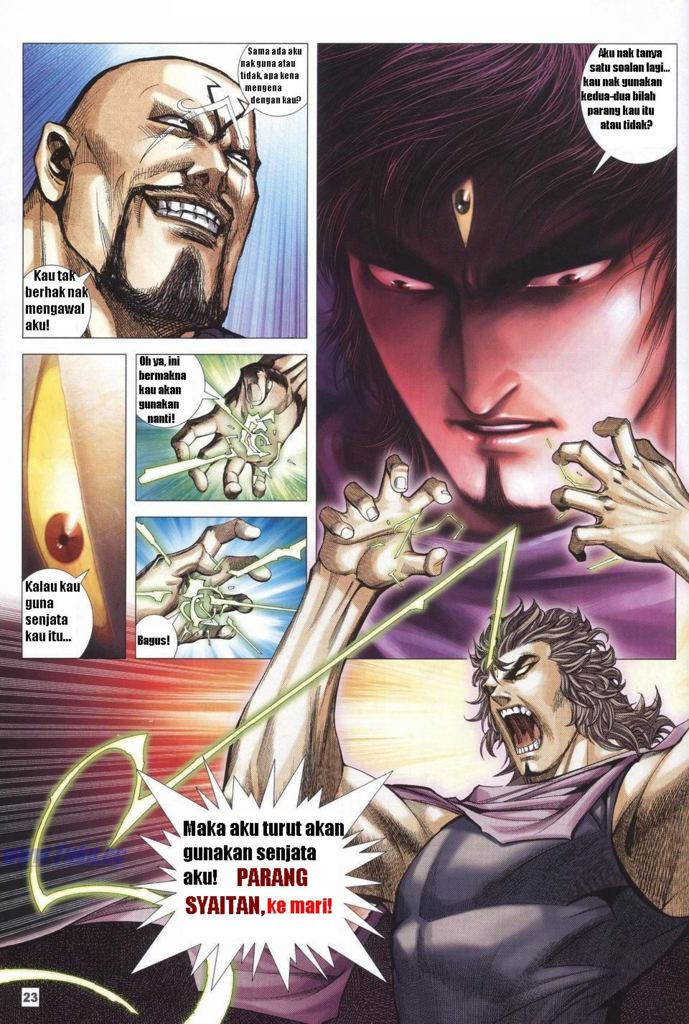 Aku nak tanya
satu soalan lagi...
kau nak gunakan
kedua-dua bilah
parang kau itu
atau tidak?
Sama ada aku
nak guna atau
tidak, apa kena
mengena
dengan kau?
Kau tak
berhak nak
mengawal
aku!
Oh ya, ini
bermakna
kau akan
gunakan
nanti!
Kalau kau
guna
senjata
kau itu...
Bagus!
Maka aku turut akan
gunakan senjata
aku! PARANG
SYAITAN, ke mari!
23